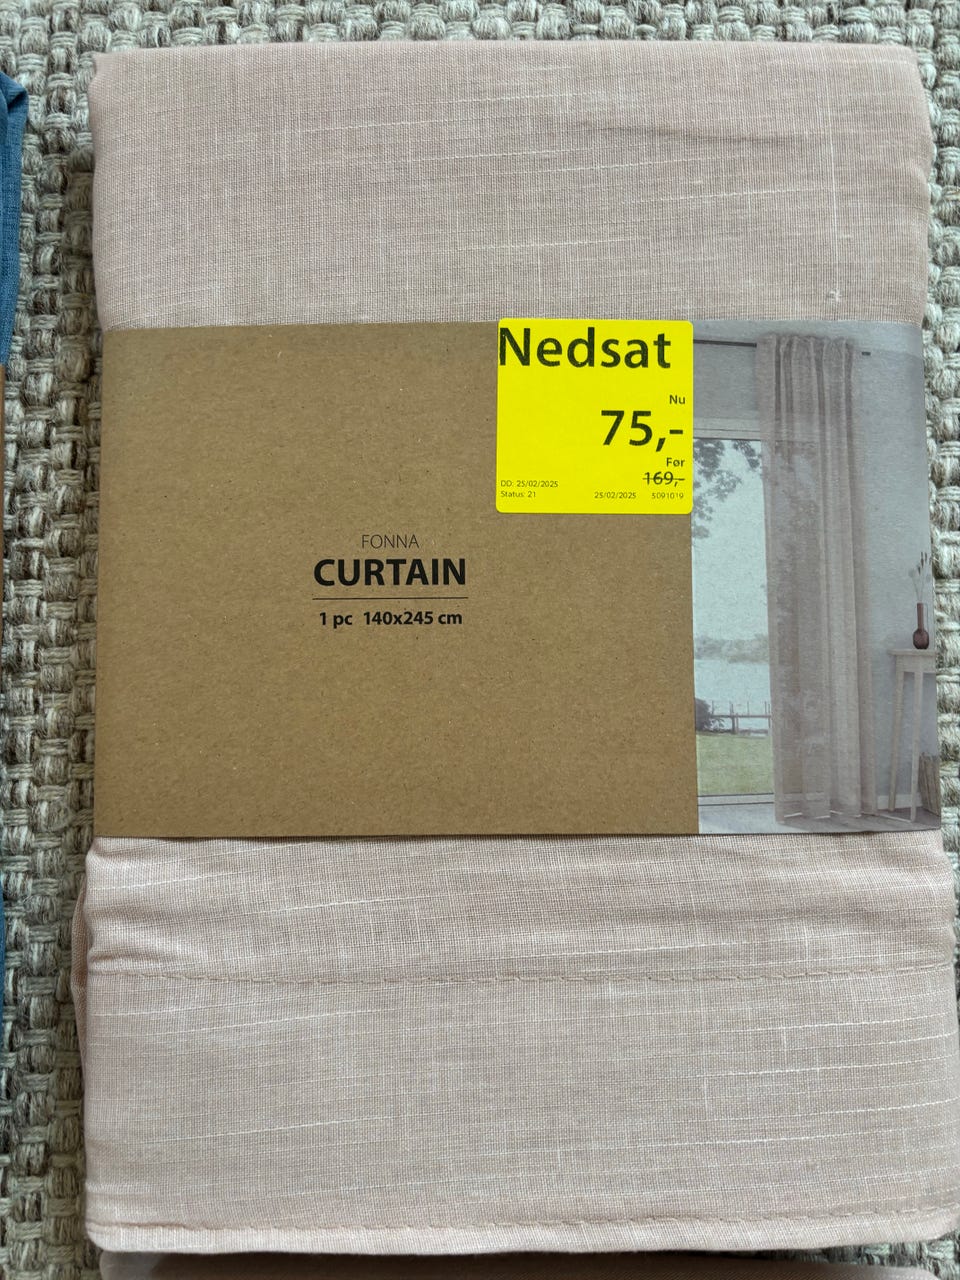 Nedsat
Nu
75,-
Før
169,-
DD: 25/02/2025
Status: 21 25/02/2025 5091019
FONNA
CURTAIN
1 pc 140x245 cm